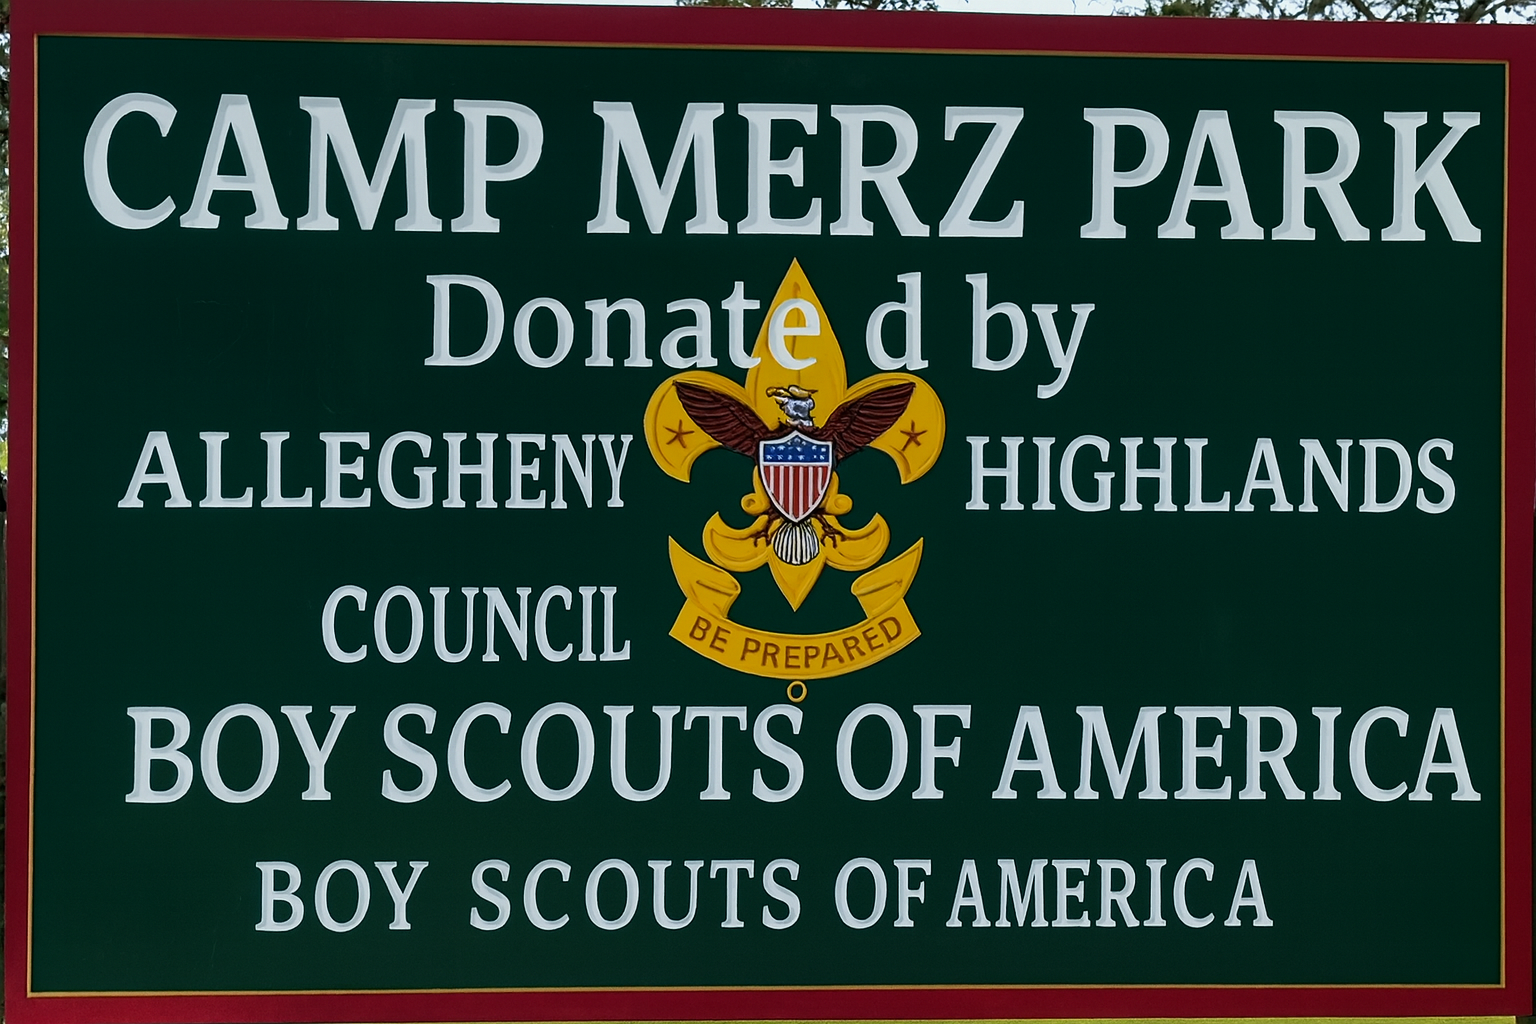 CAMP MERZ PARK
Donate d by
ALLEGHENY HIGHLANDS
COUNCIL
BE PREPARED
BOY SCOUTS OF AMERICA
BOY SCOUTS OF AMERICA